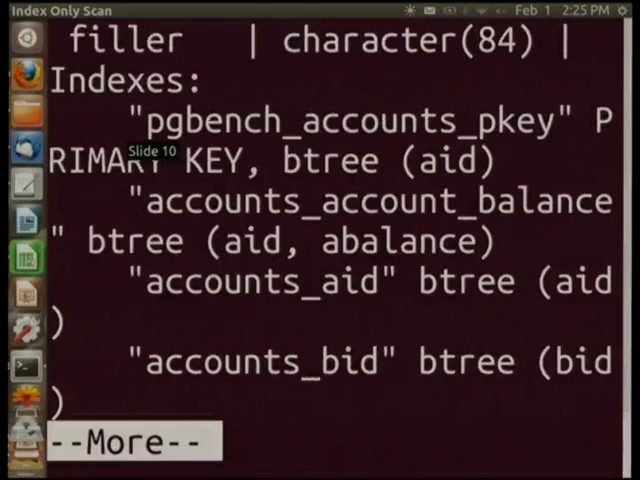 Index Only Scan
Feb 1 2:25 PM
filler | character(84) |
Indexes:
"pgbench_accounts_pkey" P
Slide 10
RIMARY KEY, btree (aid)
"accounts_account_balance
" btree (aid, abalance)
"accounts_aid" btree (aid
)
"accounts_bid" btree (bid
)
--More--